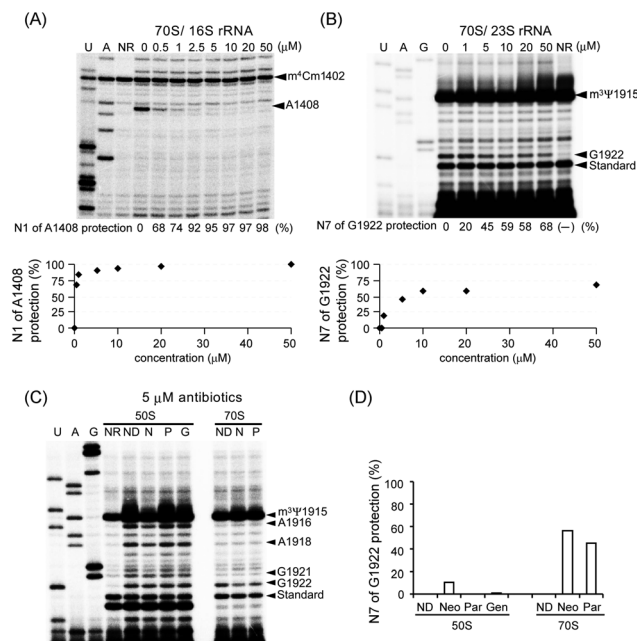 (A)
70S/ 16S rRNA
U A NR 0 0.5 1 2.5 5 10 20 50 (μM)
m⁴Cm1402
A1408
N1 of A1408 protection 0 68 74 92 95 97 97 98 (%)
N1 of A1408 protection (%)
100
75
50
25
0
0 10 20 30 40 50
concentration (μM)
(B)
70S/ 23S rRNA
U A G 0 1 5 10 20 50 NR (μM)
m³Ψ1915
G1922
Standard
N7 of G1922 protection 0 20 45 59 58 68 (–) (%)
N7 of G1922 protection (%)
100
75
50
25
0
0 10 20 30 40 50
concentration (μM)
(C)
5 μM antibiotics
50S 70S
U A G NR ND N P G ND N P
m³Ψ1915
A1916
A1918
G1921
G1922
Standard
(D)
N7 of G1922 protection (%)
100
80
60
40
20
0
ND Neo Par Gen ND Neo Par
50S 70S